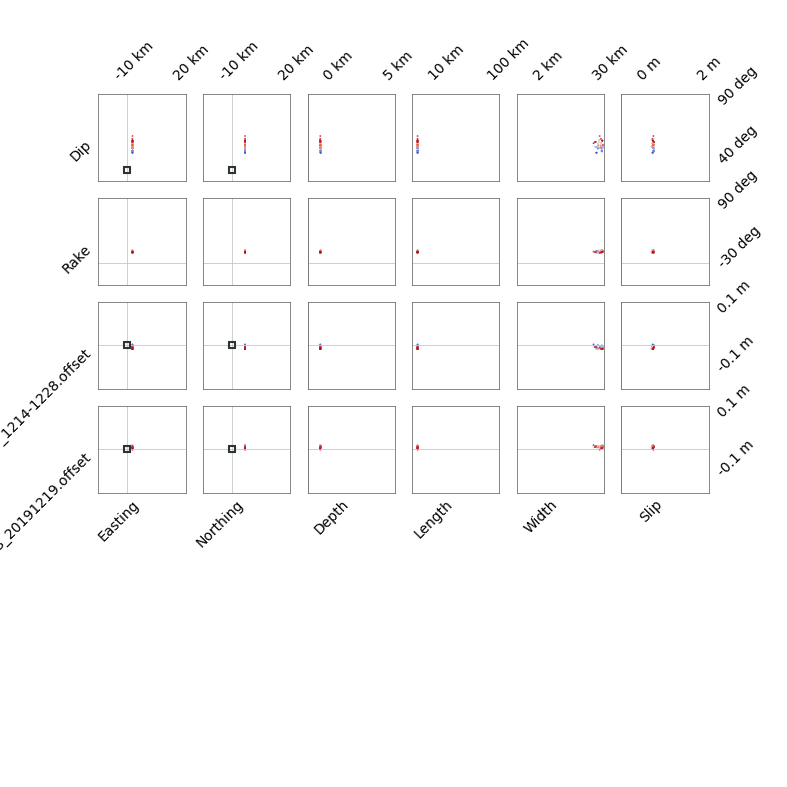 -10 km
20 km
-10 km
20 km
0 km
5 km
10 km
100 km
2 km
30 km
0 m
2 m
Dip
90 deg
40 deg
Rake
90 deg
-30 deg
_1214-1228.offset
0.1 m
-0.1 m
_20191219.offset
0.1 m
-0.1 m
Easting
Northing
Depth
Length
Width
Slip